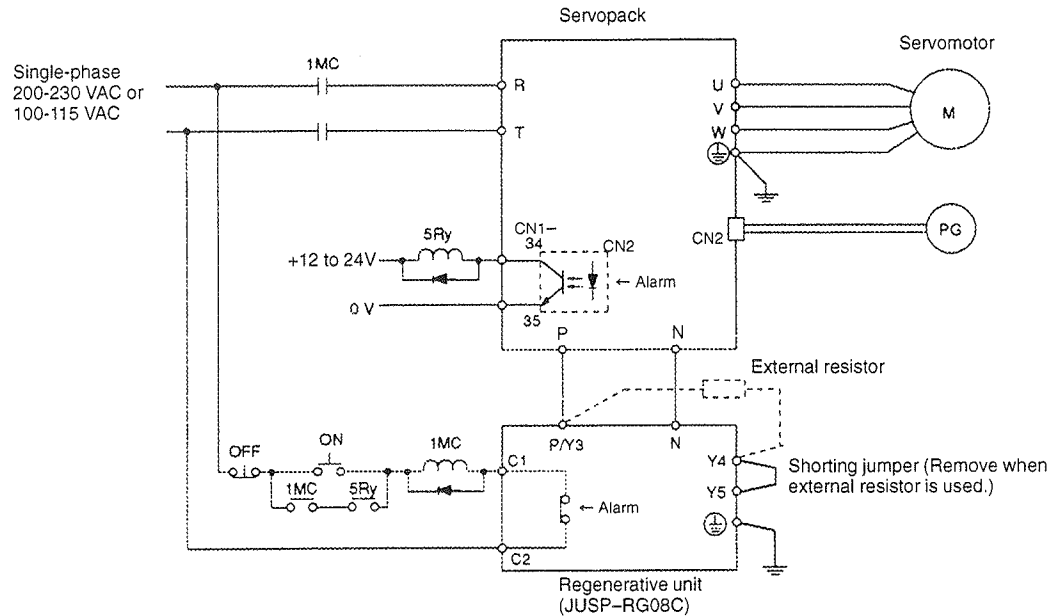 Servopack
Servomotor
Single-phase
200-230 VAC or
100-115 VAC
1MC
R
T
U
V
W
M
CN1-
34
CN2
5Ry
+12 to 24V
← Alarm
0 V
35
CN2
PG
P
N
External resistor
P/Y3
N
OFF
ON
1MC
C1
Y4
Shorting jumper (Remove when
external resistor is used.)
Y5
1MC
5Ry
← Alarm
C2
Regenerative unit
(JUSP-RG08C)